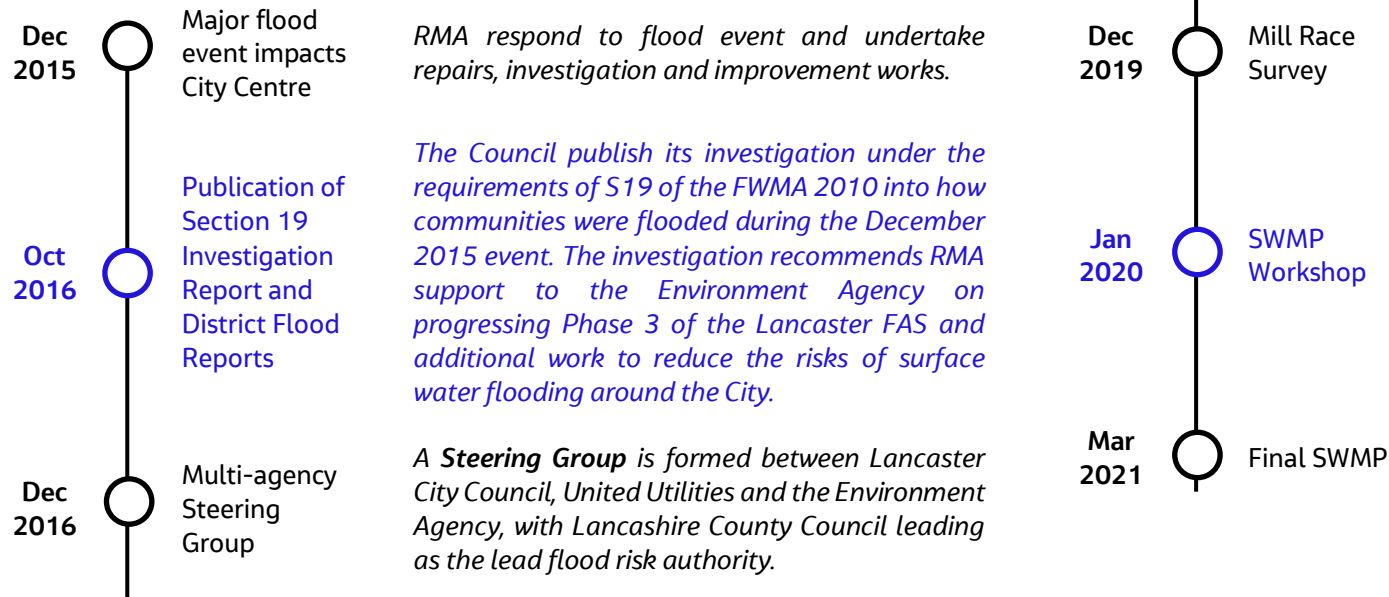 Dec
2015
Major flood
event impacts
City Centre
RMA respond to flood event and undertake
repairs, investigation and improvement works.
Oct
2016
Publication of
Section 19
Investigation
Report and
District Flood
Reports
The Council publish its investigation under the
requirements of S19 of the FWMA 2010 into how
communities were flooded during the December
2015 event. The investigation recommends RMA
support to the Environment Agency on
progressing Phase 3 of the Lancaster FAS and
additional work to reduce the risks of surface
water flooding around the City.
Dec
2016
Multi-agency
Steering
Group
A Steering Group is formed between Lancaster
City Council, United Utilities and the Environment
Agency, with Lancashire County Council leading
as the lead flood risk authority.
Dec
2019
Mill Race
Survey
Jan
2020
SWMP
Workshop
Mar
2021
Final SWMP